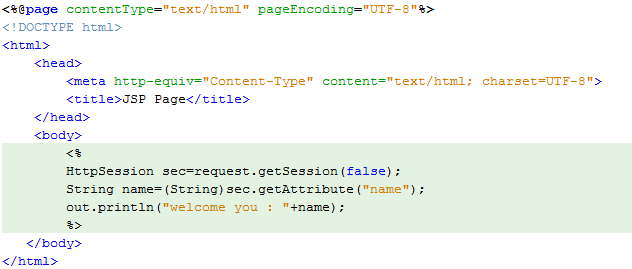 <%@page contentType="text/html" pageEncoding="UTF-8"%>
<!DOCTYPE html>
<html>
    <head>
        <meta http-equiv="Content-Type" content="text/html; charset=UTF-8">
        <title>JSP Page</title>
    </head>
    <body>
        <%
        HttpSession sec=request.getSession(false);
        String name=(String)sec.getAttribute("name");
        out.println("welcome you : "+name);
        %>
   </body>
</html>